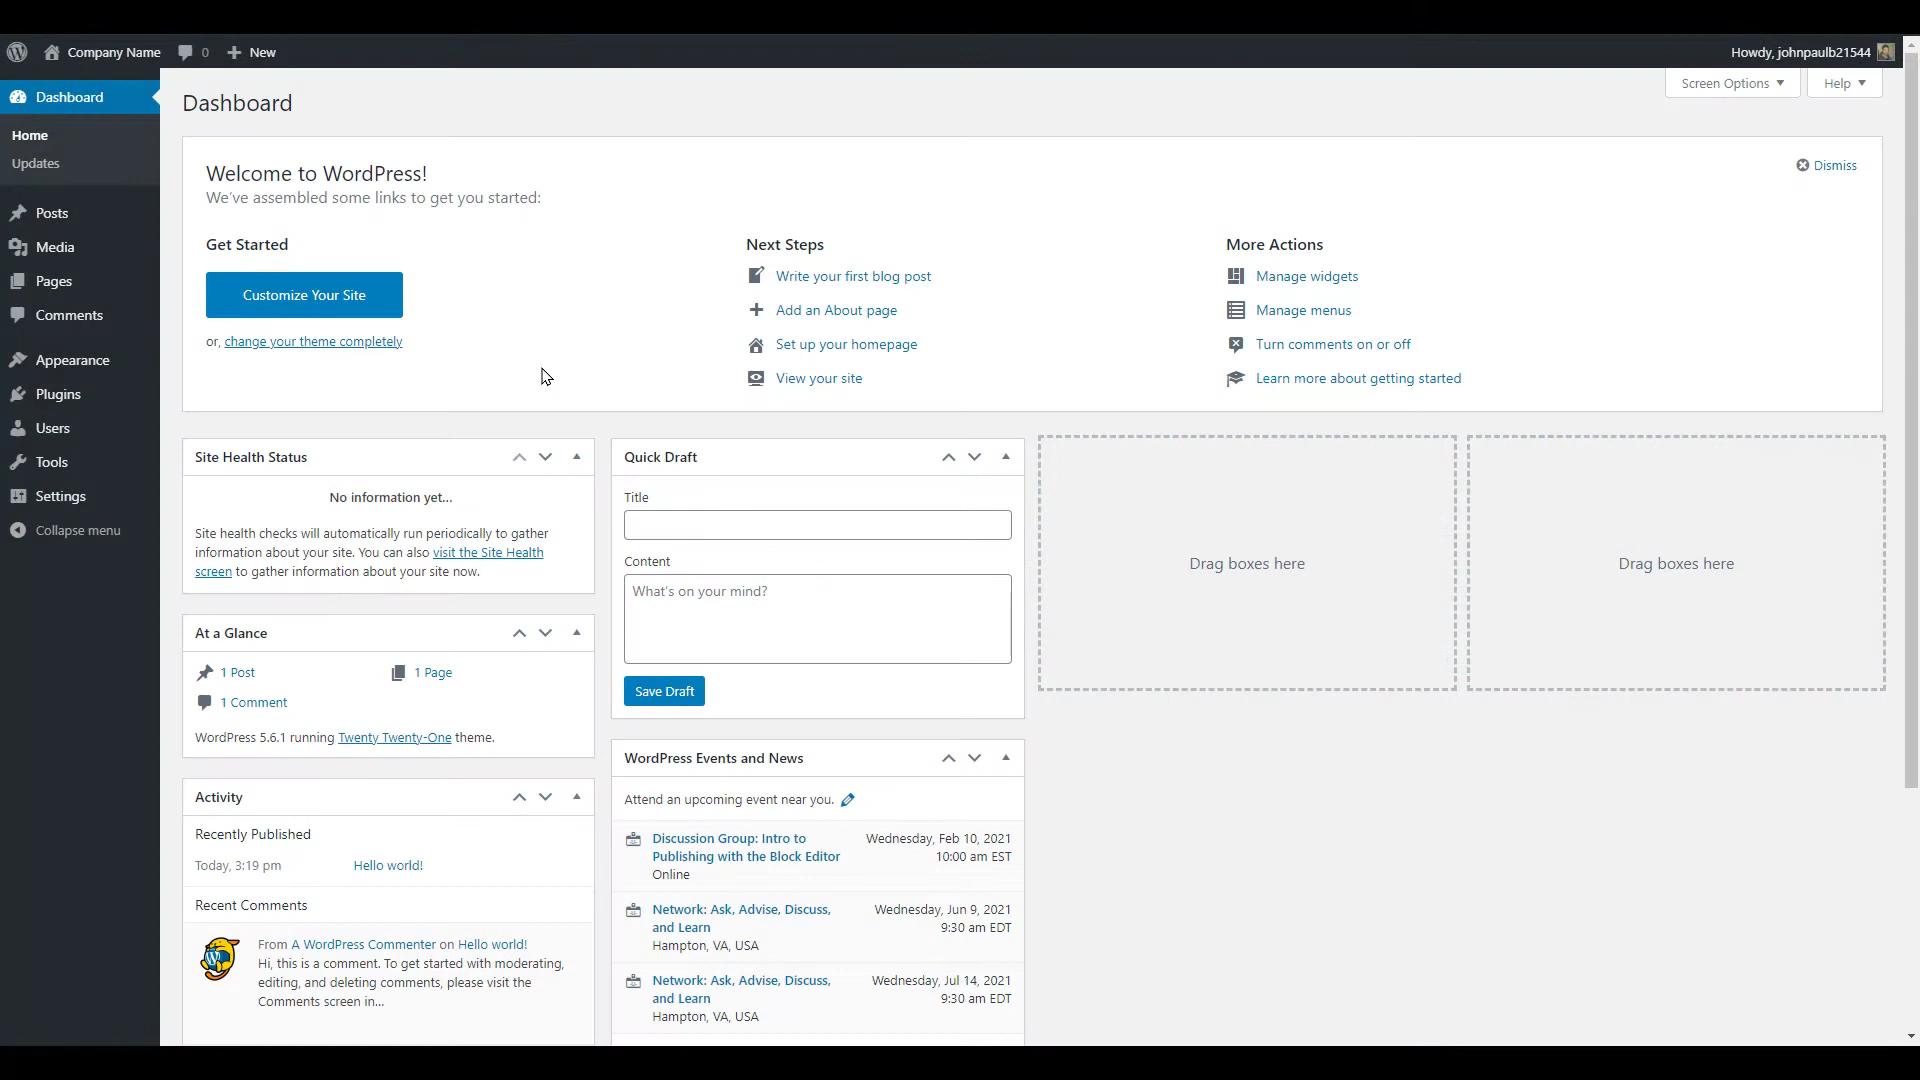 Company Name
0
New
Howdy, johnpaulb21544
Dashboard
Home
Updates
Posts
Media
Pages
Comments
Appearance
Plugins
Users
Tools
Settings
Collapse menu
Dashboard
Screen Options
Help
Welcome to WordPress!
We've assembled some links to get you started:
Dismiss
Get Started
Customize Your Site
or, change your theme completely
Next Steps
Write your first blog post
Add an About page
Set up your homepage
View your site
More Actions
Manage widgets
Manage menus
Turn comments on or off
Learn more about getting started
Site Health Status
No information yet...
Site health checks will automatically run periodically to gather
information about your site. You can also visit the Site Health
screen to gather information about your site now.
At a Glance
1 Post
1 Page
1 Comment
WordPress 5.6.1 running Twenty Twenty-One theme.
Activity
Recently Published
Today, 3:19 pm
Hello world!
Recent Comments
From A WordPress Commenter on Hello world!
Hi, this is a comment. To get started with moderating,
editing, and deleting comments, please visit the
Comments screen in...
Quick Draft
Title
Content
What's on your mind?
Save Draft
WordPress Events and News
Attend an upcoming event near you.
Discussion Group: Intro to
Publishing with the Block Editor
Online
Wednesday, Feb 10, 2021
10:00 am EST
Network: Ask, Advise, Discuss,
and Learn
Hampton, VA, USA
Wednesday, Jun 9, 2021
9:30 am EDT
Network: Ask, Advise, Discuss,
and Learn
Hampton, VA, USA
Wednesday, Jul 14, 2021
9:30 am EDT
Drag boxes here
Drag boxes here